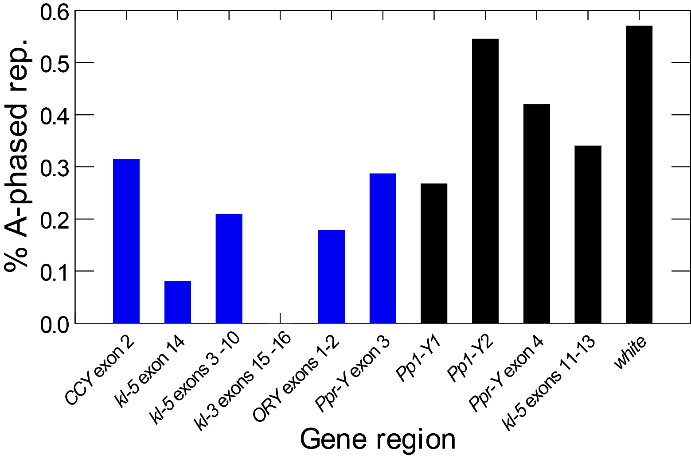 % A-phased rep.
0.6
0.5
0.4
0.3
0.2
0.1
0.0
CCY exon 2
kl-5 exon 14
kl-5 exons 3 -10
kl-3 exons 15 -16
ORY exons 1-2
Ppr-Y exon 3
Pp1-Y1
Pp1-Y2
Ppr-Y exon 4
kl-5 exons 11-13
white
Gene region